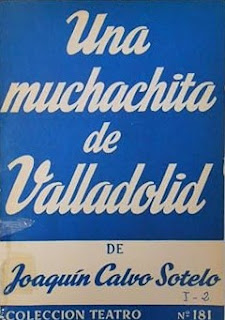 Una
muchachita
de
Valladolid
DE
Joaquín Calvo Sotelo
I-2
COLECCION TEATRO Nº 181